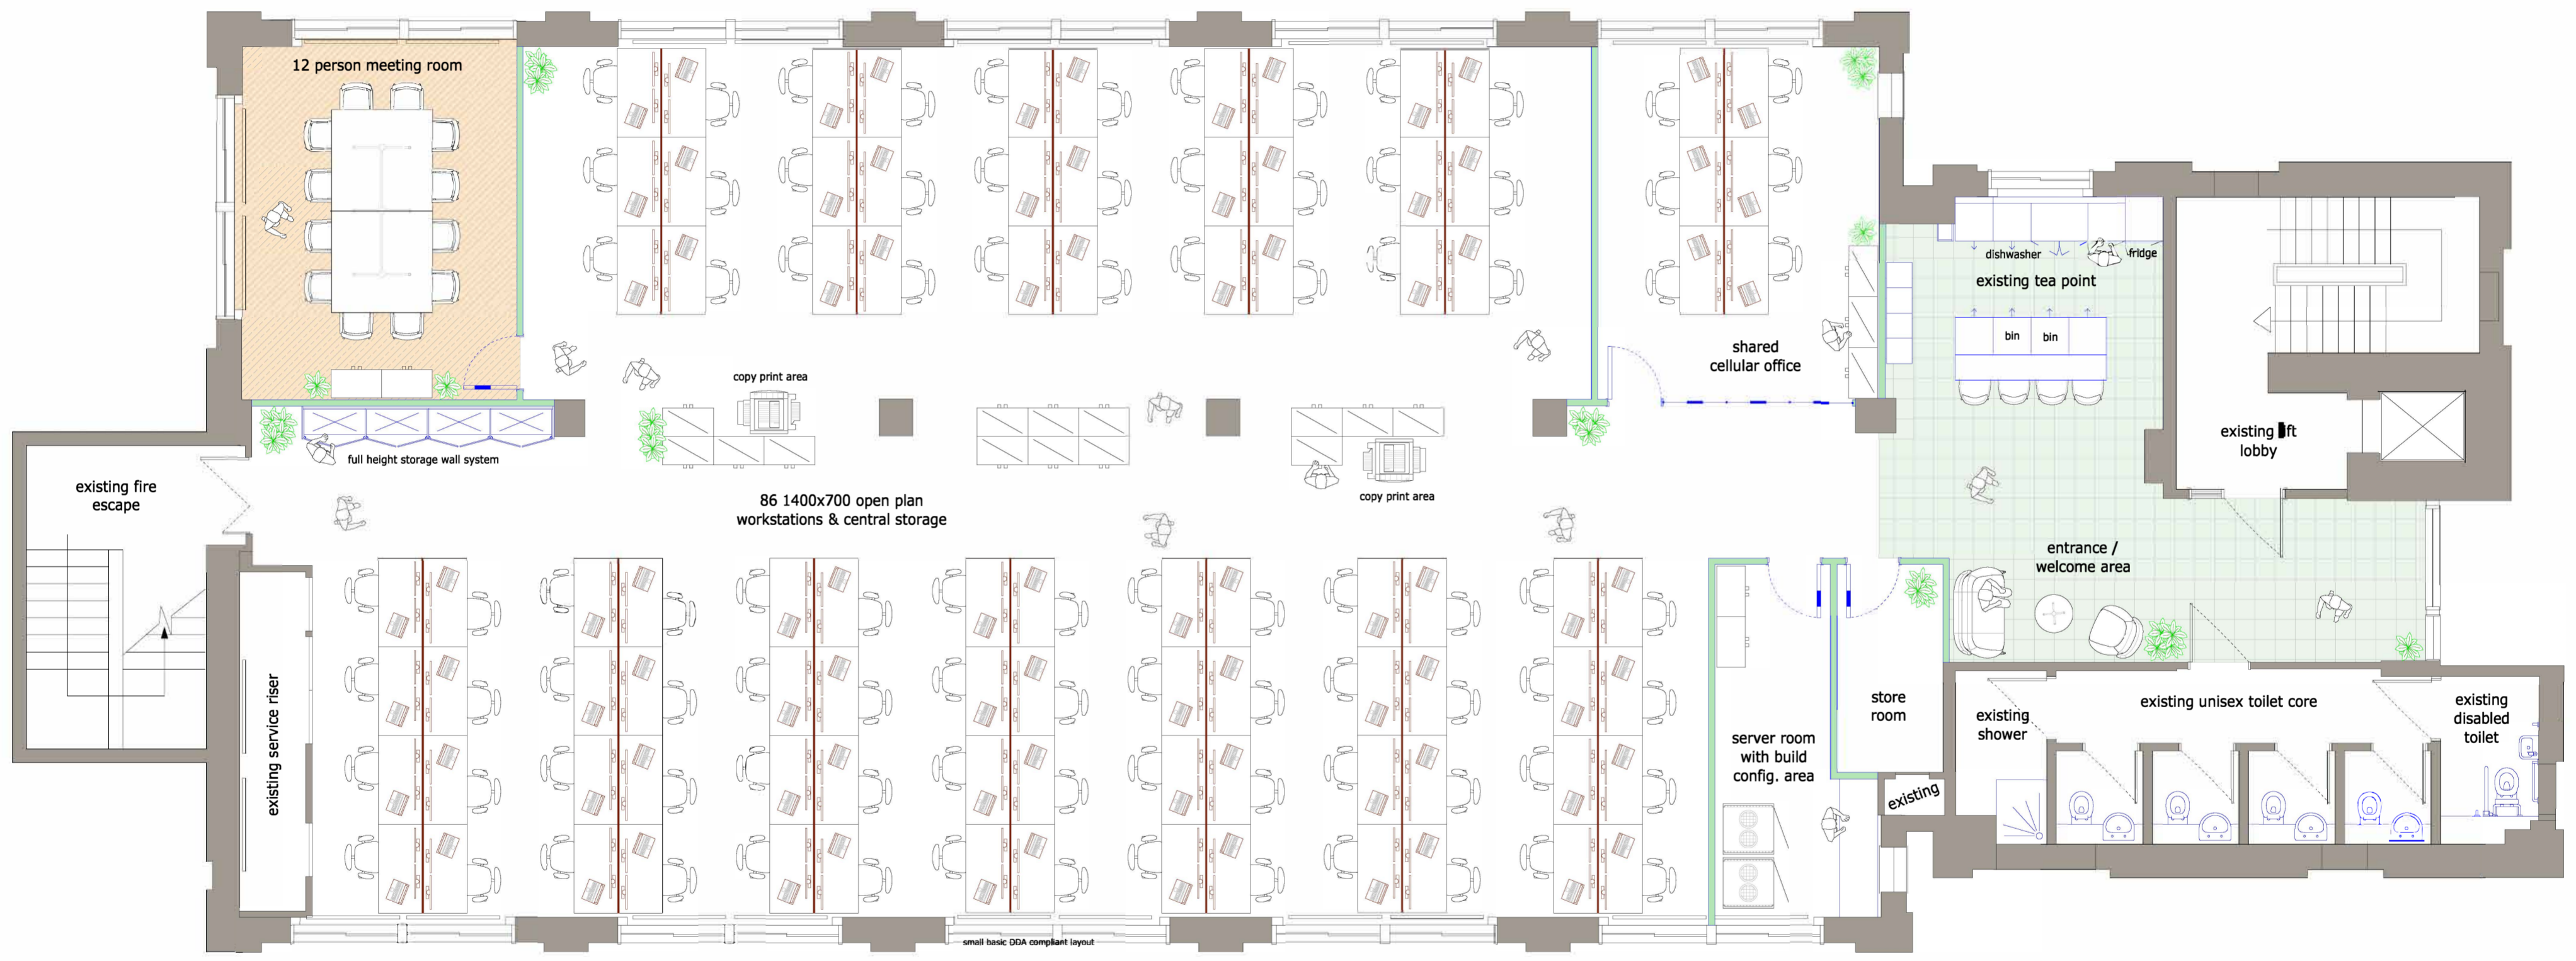 12 person meeting room
dishwasher
fridge
existing tea point
bin
bin
shared
cellular office
copy print area
existing
lobby
full height storage wall system
existing fire
escape
copy print area
86 1400x700 open plan
workstations & central storage
entrance /
welcome area
existing service riser
store
room
existing unisex toilet core
existing
shower
existing
disabled
toilet
server room
with build
config. area
existing
small basic DDA compliant layout